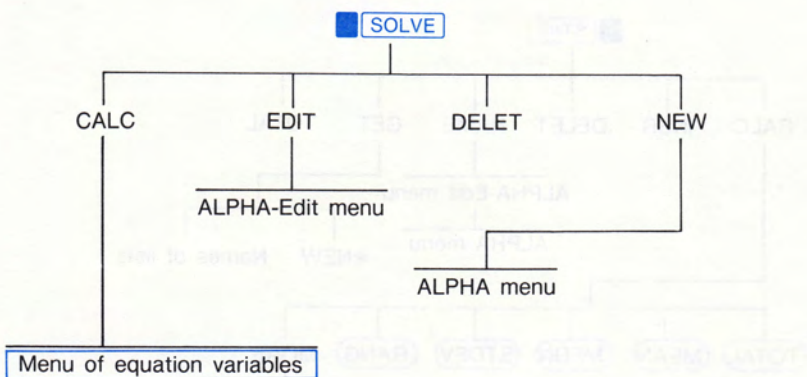 SOLVE
CALC EDIT DELET NEW
ALPHA-Edit menu
ALPHA menu
Menu of equation variables